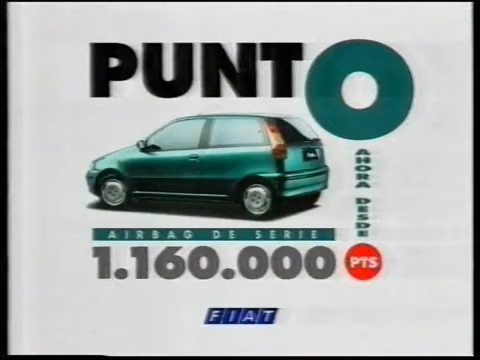 PUNTO
AHORA DESDE
AIRBAG DE SERIE
1.160.000 PTS
FIAT